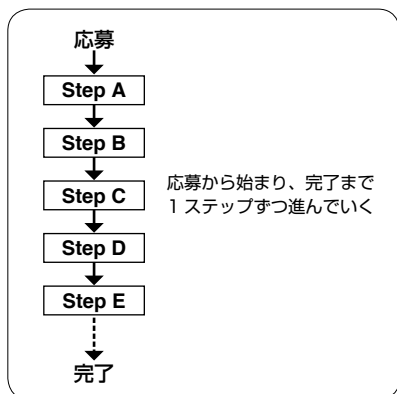 応募
Step A
Step B
Step C
Step D
Step E
完了
応募から始まり、完了まで
1 ステップずつ進んでいく